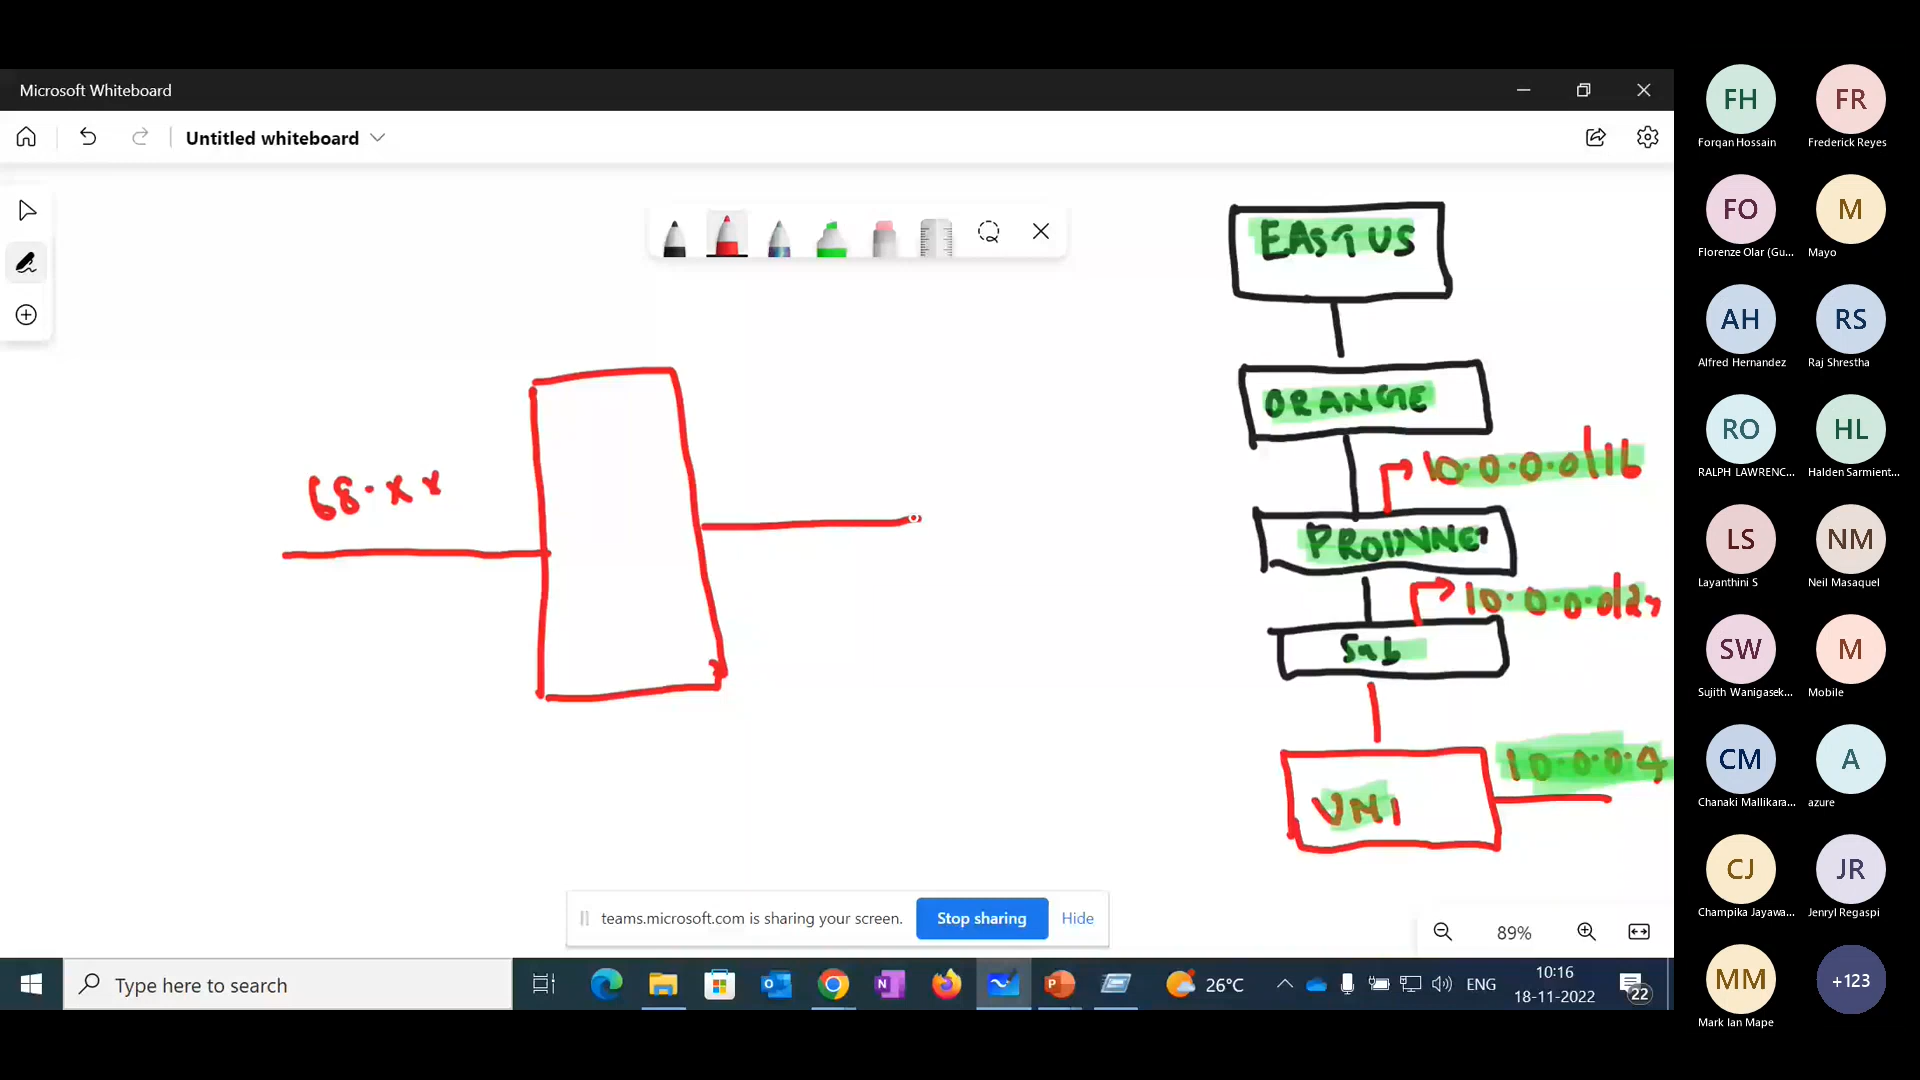 Microsoft Whiteboard
Untitled whiteboard
EASTUS
ORANGE
10.0.0.0/16
PRODVNET
10.0.0.0/24
Sub
10.0.0.4
VM1
68.xx
teams.microsoft.com is sharing your screen.
Stop sharing
Hide
89%
Type here to search
26°C
ENG
10:16
18-11-2022
22
FH
FR
Forqan Hossain
Frederick Reyes
FO
M
Florenze Olar (Gu...
Mayo
AH
RS
Alfred Hernandez
Raj Shrestha
RO
HL
RALPH LAWRENC...
Halden Sarmient...
LS
NM
Layanthini S
Neil Masaquel
SW
M
Sujith Wanigasek...
Mobile
CM
A
Chanaki Mallikara...
azure
CJ
JR
Champika Jayawa...
Jenryl Regaspi
MM
+123
Mark Ian Mape